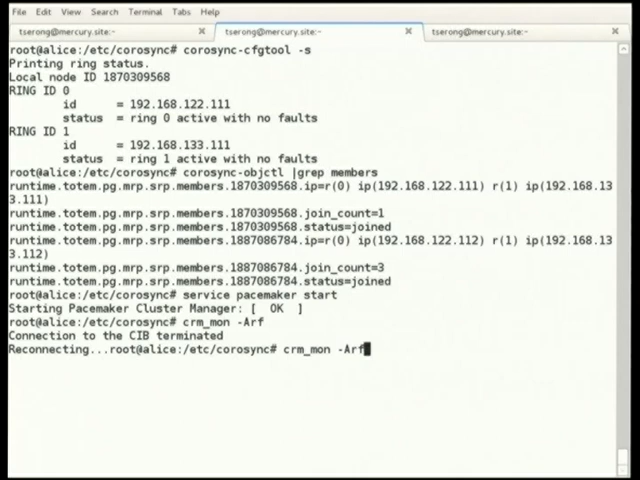 File Edit View Search Terminal Tabs Help
tserong@mercury.site:~ tserong@mercury.site:~ tserong@mercury.site:~
root@alice:/etc/corosync# corosync-cfgtool -s
Printing ring status.
Local node ID 1870309568
RING ID 0
id = 192.168.122.111
status = ring 0 active with no faults
RING ID 1
id = 192.168.133.111
status = ring 1 active with no faults
root@alice:/etc/corosync# corosync-objctl |grep members
runtime.totem.pg.mrp.srp.members.1870309568.ip=r(0) ip(192.168.122.111) r(1) ip(192.168.13
3.111)
runtime.totem.pg.mrp.srp.members.1870309568.join_count=1
runtime.totem.pg.mrp.srp.members.1870309568.status=joined
runtime.totem.pg.mrp.srp.members.1887086784.ip=r(0) ip(192.168.122.112) r(1) ip(192.168.13
3.112)
runtime.totem.pg.mrp.srp.members.1887086784.join_count=3
runtime.totem.pg.mrp.srp.members.1887086784.status=joined
root@alice:/etc/corosync# service pacemaker start
Starting Pacemaker Cluster Manager: [  OK  ]
root@alice:/etc/corosync# crm_mon -Arf
Connection to the CIB terminated
Reconnecting...root@alice:/etc/corosync# crm_mon -Arf